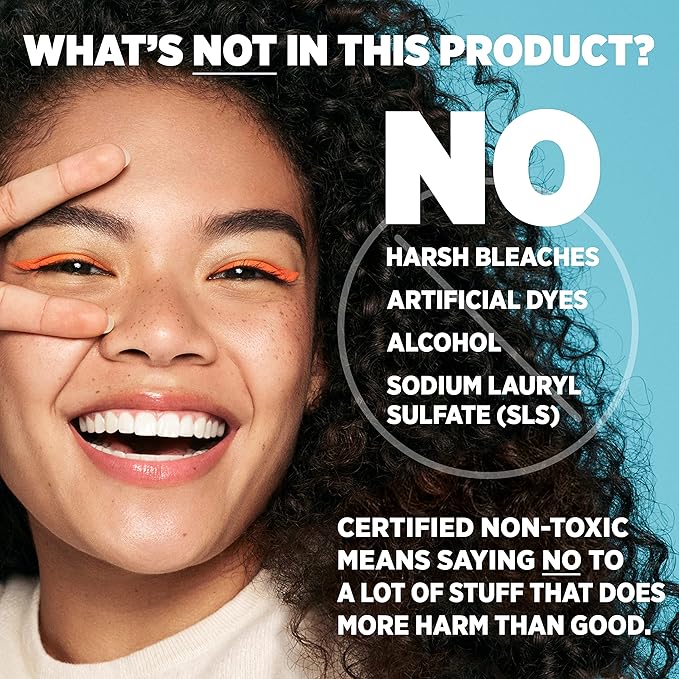 WHAT'S NOT IN THIS PRODUCT?
NO
HARSH BLEACHES
ARTIFICIAL DYES
ALCOHOL
SODIUM LAURYL
SULFATE (SLS)
CERTIFIED NON-TOXIC
MEANS SAYING NO TO
A LOT OF STUFF THAT DOES
MORE HARM THAN GOOD.